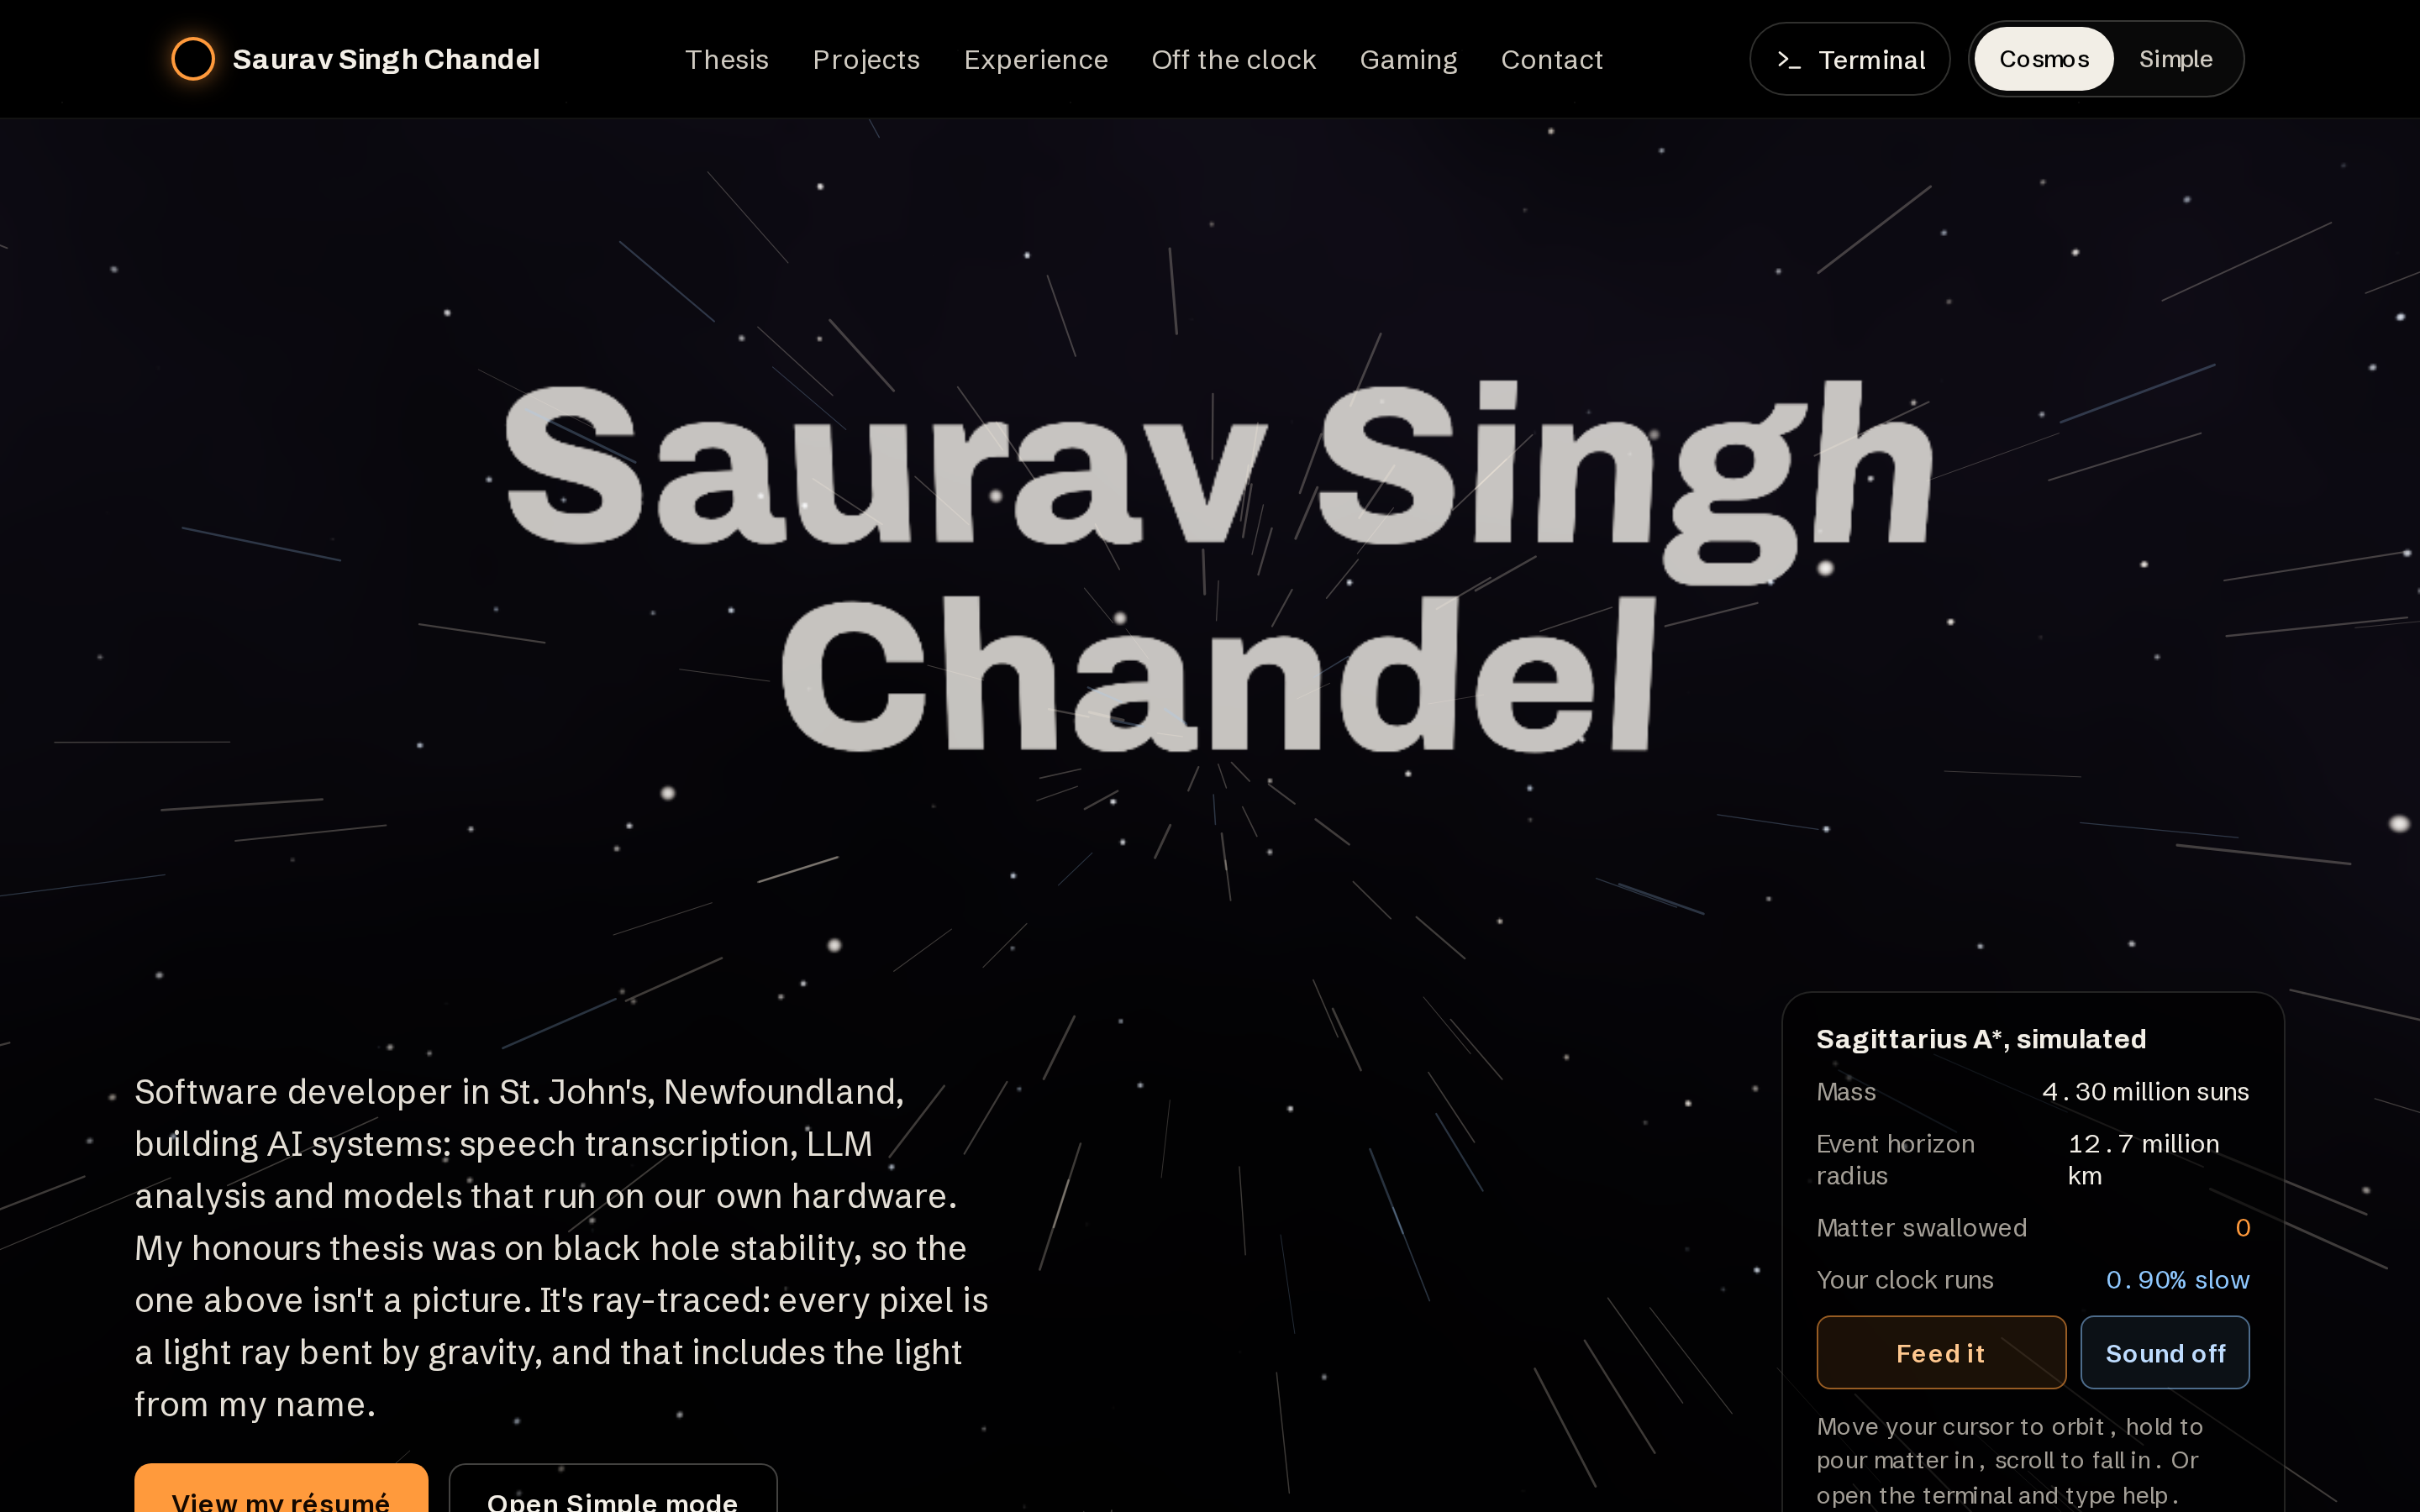 Saurav Singh Chandel
Thesis Projects Experience Off the clock Gaming Contact
>_ Terminal
Cosmos Simple
Saurav Singh
Chandel
Software developer in St. John's, Newfoundland,
building AI systems: speech transcription, LLM
analysis and models that run on our own hardware.
My honours thesis was on black hole stability, so the
one above isn't a picture. It's ray-traced: every pixel is
a light ray bent by gravity, and that includes the light
from my name.
View my résumé
Open Simple mode
Sagittarius A*, simulated
Mass 4.30 million suns
Event horizon radius 12.7 million km
Matter swallowed 0
Your clock runs 0.90% slow
Feed it
Sound off
Move your cursor to orbit, hold to
pour matter in, scroll to fall in. Or
open the terminal and type help.